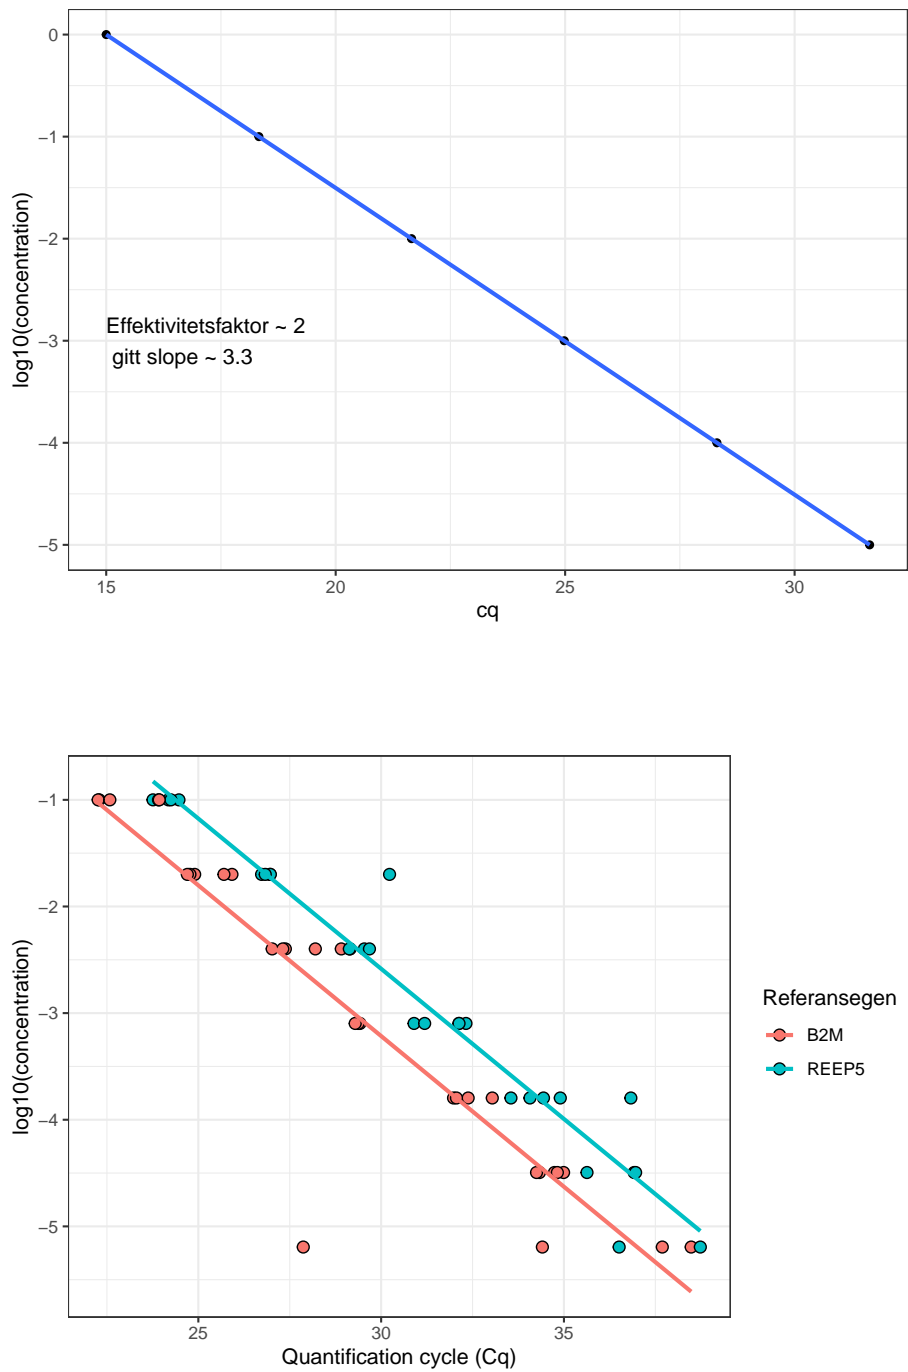 0
−1
−2
−3
−4
−5
log10(concentration)
Effektivitetsfaktor ~ 2
gitt slope ~ 3.3
15 20 25 30
cq
−1
−2
−3
−4
−5
log10(concentration)
25 30 35
Quantification cycle (Cq)
Referansegen
B2M
REEP5